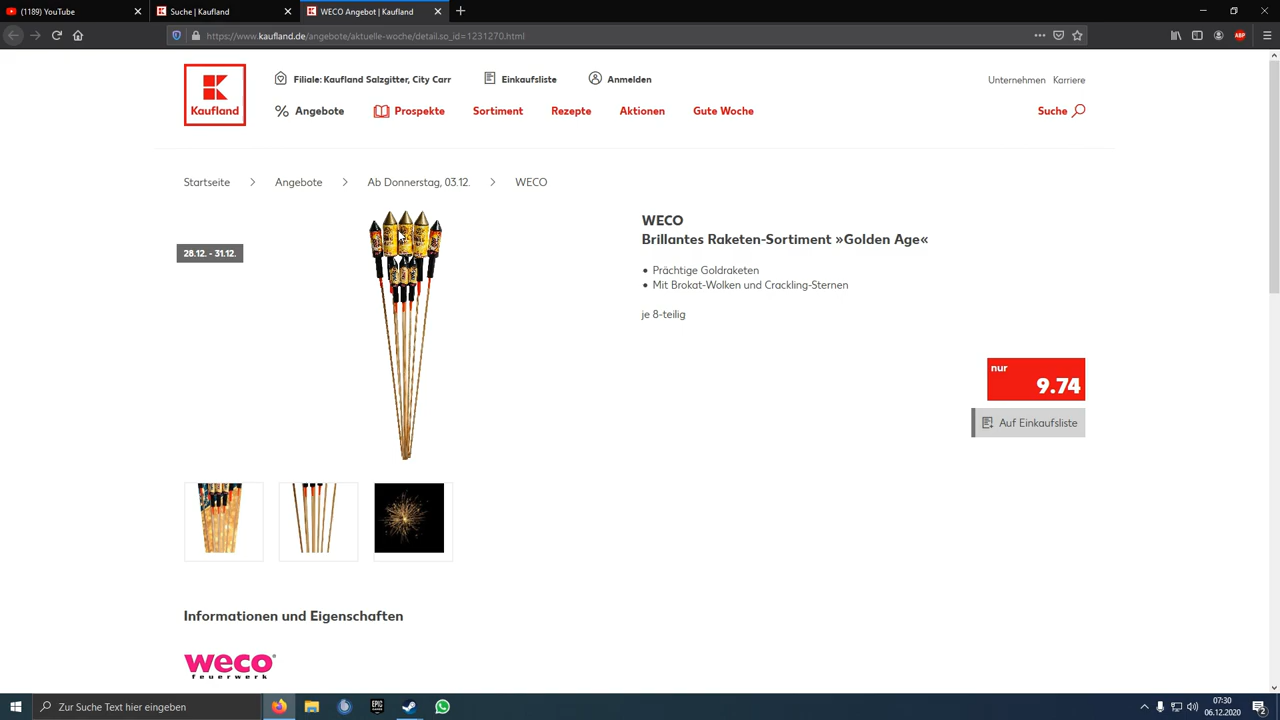 (1189) YouTube
Suche | Kaufland
WECO Angebot | Kaufland
https://www.kaufland.de/angebote/aktuelle-woche/detail.so_id=1231270.html
ABP
Kaufland
Filiale: Kaufland Salzgitter, City Carr
Einkaufsliste
Anmelden
Unternehmen
Karriere
% Angebote
Prospekte
Sortiment
Rezepte
Aktionen
Gute Woche
Suche
Startseite > Angebote > Ab Donnerstag, 03.12. > WECO
28.12. - 31.12.
WECO
Brillantes Raketen-Sortiment »Golden Age«
• Prächtige Goldraketen
• Mit Brokat-Wolken und Crackling-Sternen
je 8-teilig
nur
9.74
Auf Einkaufsliste
Informationen und Eigenschaften
weco
feuerwerk
Zur Suche Text hier eingeben
EPIC
07:30
06.12.2020
2